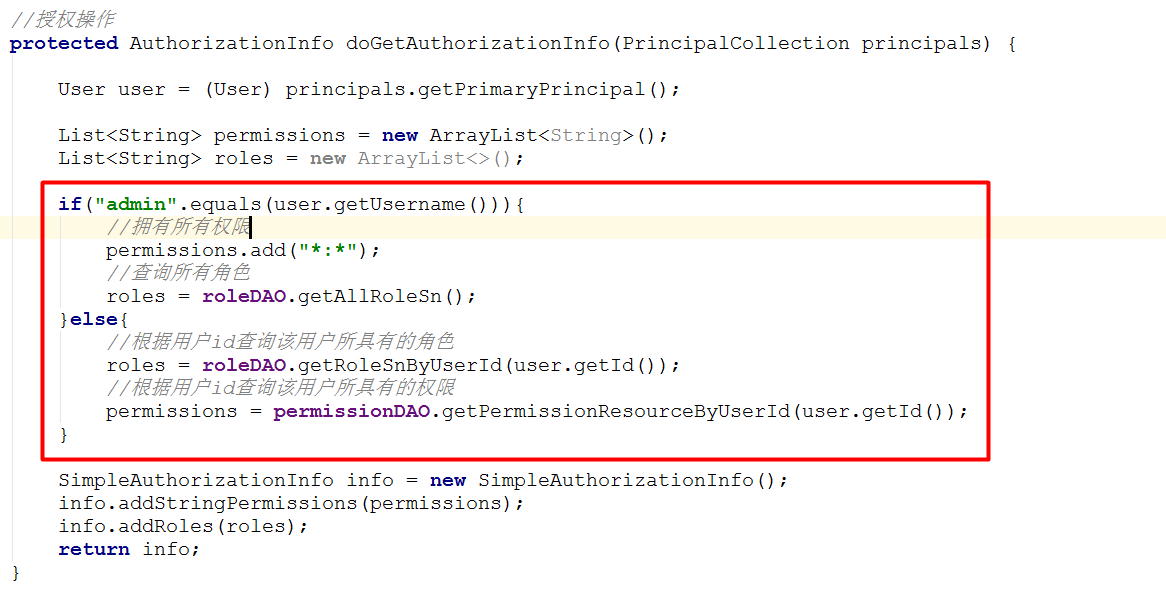 //授权操作
protected AuthorizationInfo doGetAuthorizationInfo(PrincipalCollection principals) {
User user = (User) principals.getPrimaryPrincipal();
List<String> permissions = new ArrayList<String>();
List<String> roles = new ArrayList<>();
if("admin".equals(user.getUsername())){
//拥有所有权限
permissions.add("*:*");
//查询所有角色
roles = roleDAO.getAllRoleSn();
}else{
//根据用户id查询该用户所具有的角色
roles = roleDAO.getRoleSnByUserId(user.getId());
//根据用户id查询该用户所具有的权限
permissions = permissionDAO.getPermissionResourceByUserId(user.getId());
}
SimpleAuthorizationInfo info = new SimpleAuthorizationInfo();
info.addStringPermissions(permissions);
info.addRoles(roles);
return info;
}